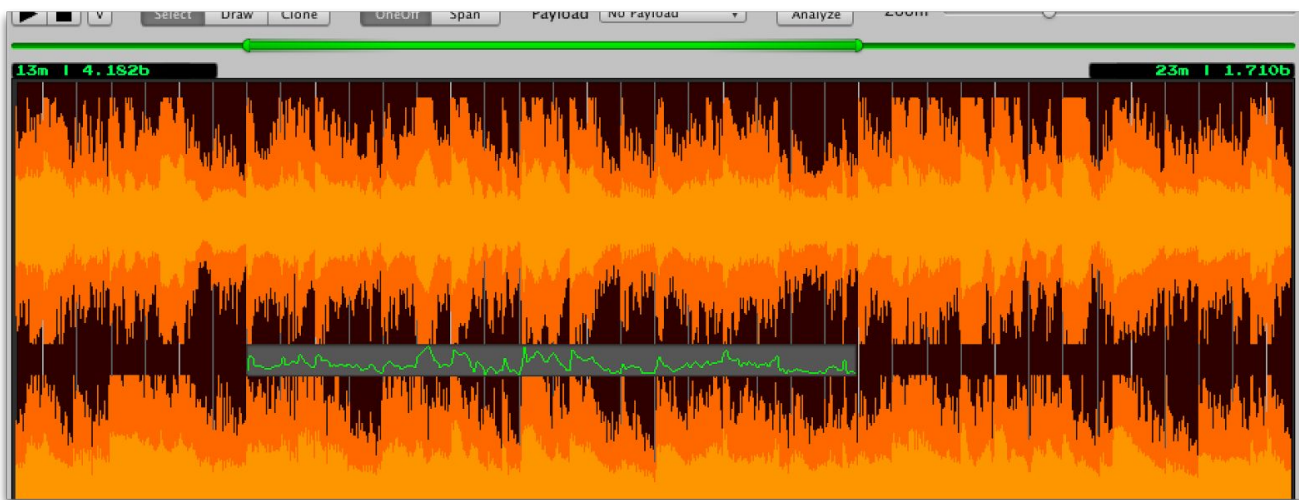 V Select Draw Clone OneOff Span Payload No Payload Analyze Zoom
13m | 4.182b 23m | 1.710b